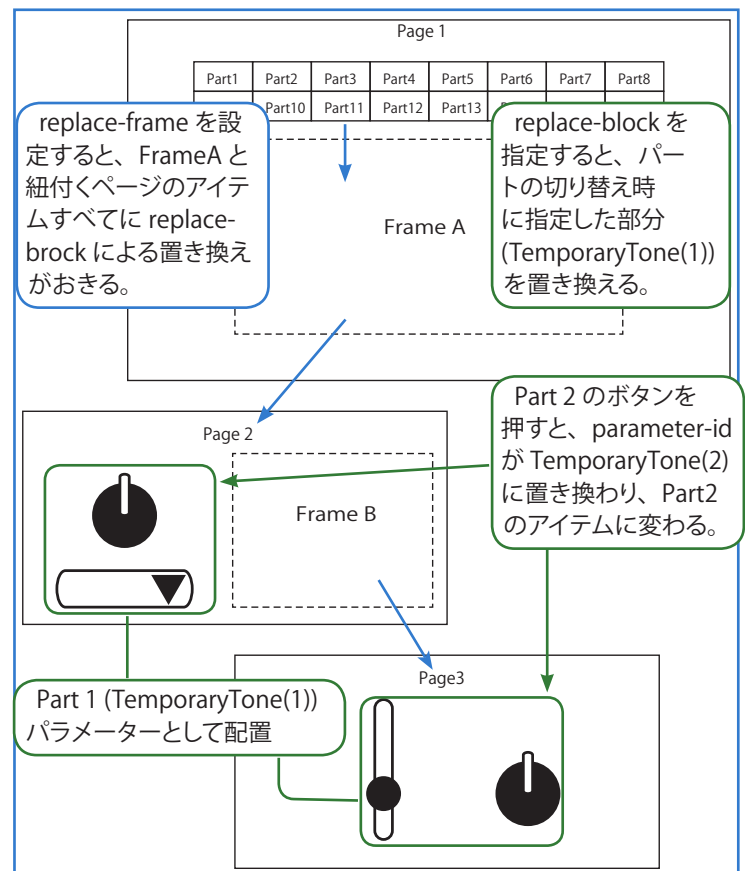 Page 1
Part1 Part2 Part3 Part4 Part5 Part6 Part7 Part8
Part10 Part11 Part12 Part13
replace-frame を設
定すると、FrameA と
紐付くページのアイテ
ムすべてに replace-
brock による置き換え
がおきる。
replace-block を
指定すると、パー
トの切り替え時
に指定した部分
(TemporaryTone(1))
を置き換える。
Frame A
Part 2 のボタンを
押すと、parameter-id
が TemporaryTone(2)
に置き換わり、Part2
のアイテムに変わる。
Page 2
Frame B
Part 1 (TemporaryTone(1))
パラメーターとして配置
Page3